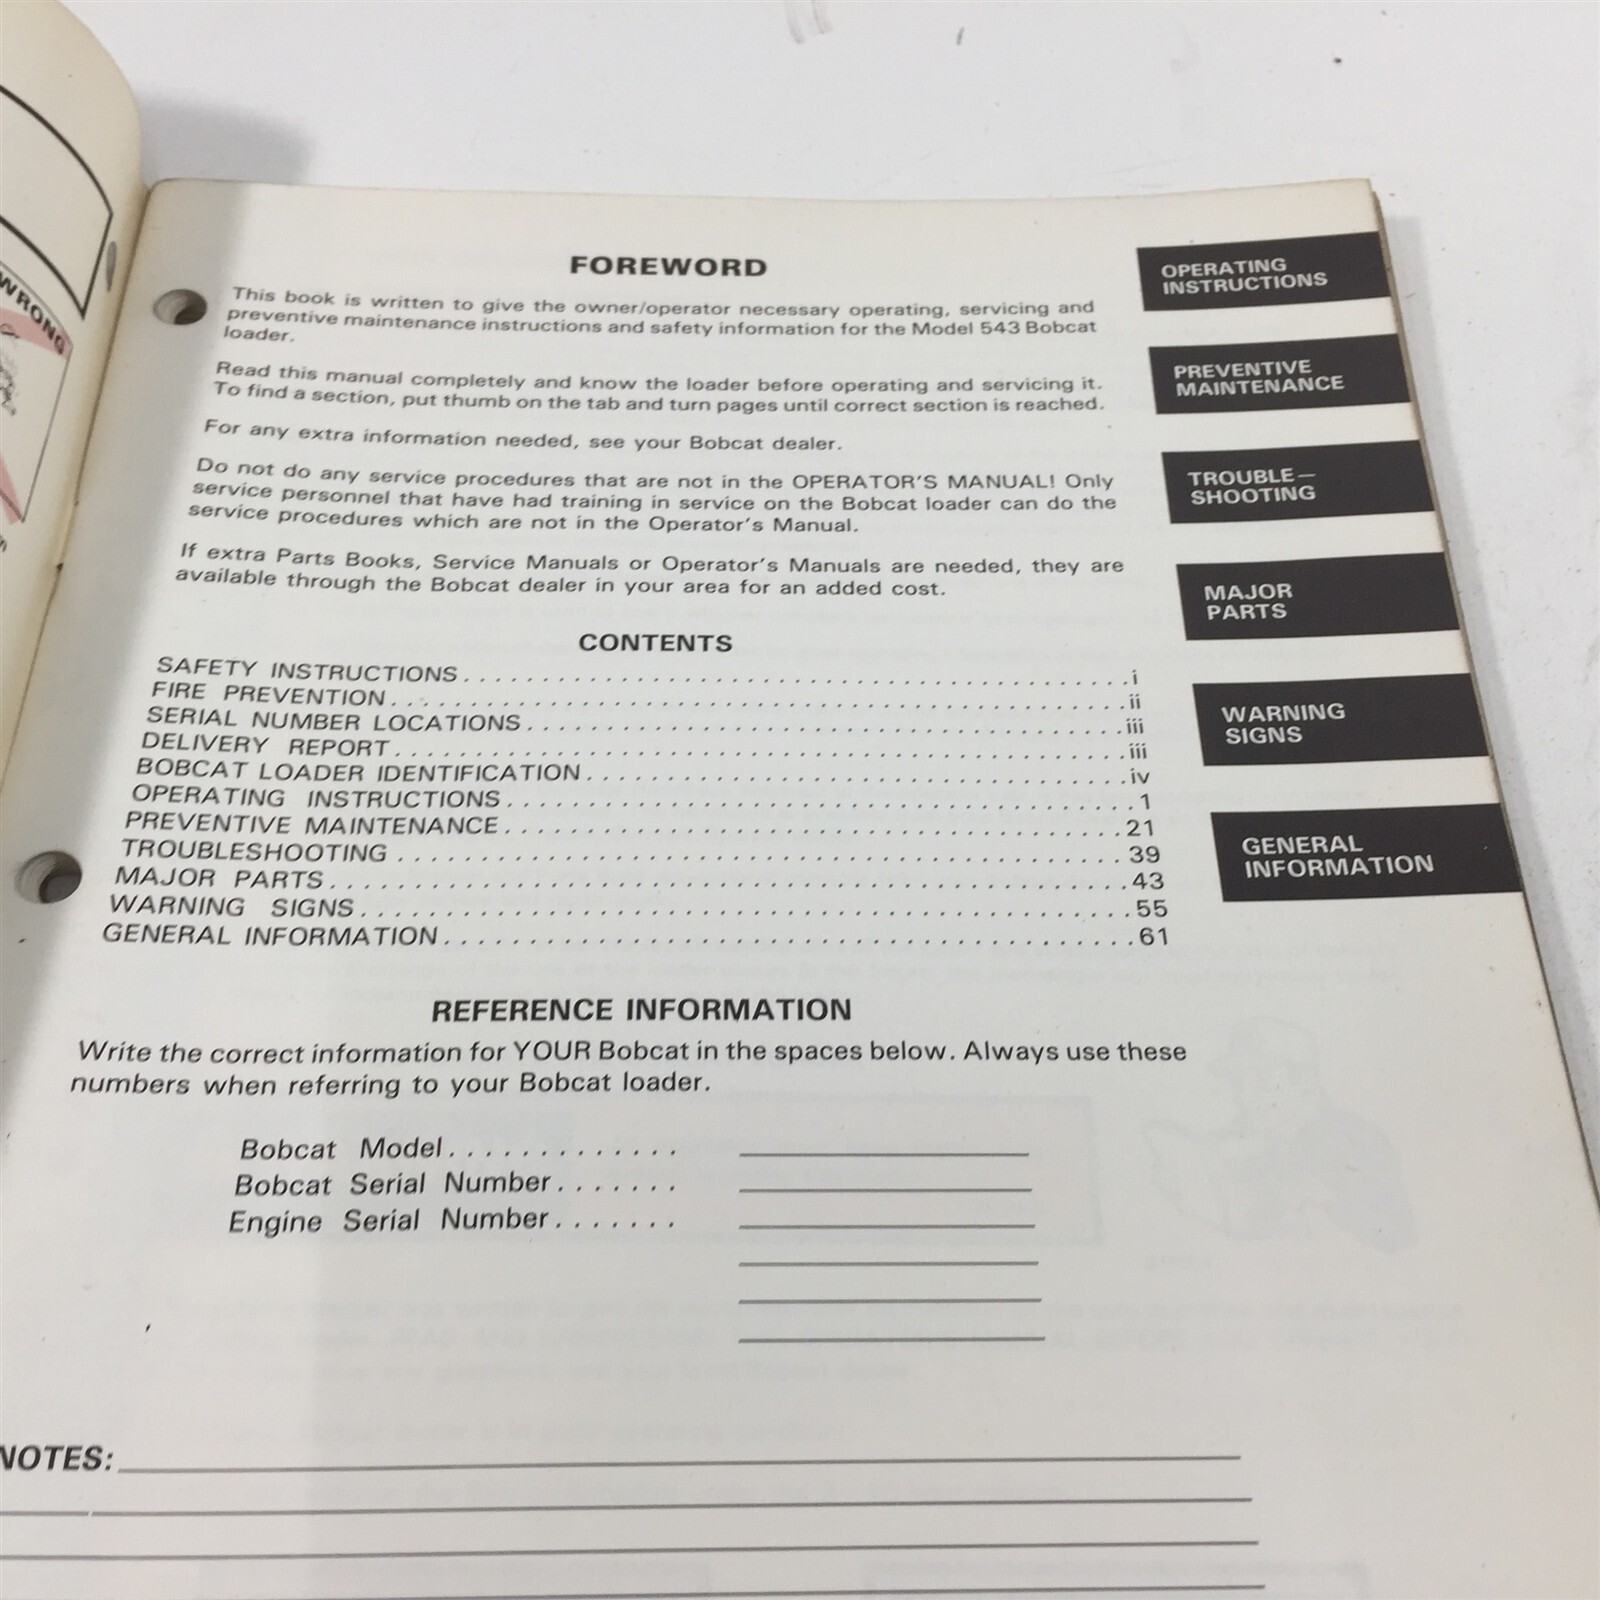 WRONG
FOREWORD
This book is written to give the owner/operator necessary operating, servicing and
preventive maintenance instructions and safety information for the Model 543 Bobcat
loader.
Read this manual completely and know the loader before operating and servicing it.
To find a section, put thumb on the tab and turn pages until correct section is reached.
For any extra information needed, see your Bobcat dealer.
Do not do any service procedures that are not in the OPERATOR'S MANUAL! Only
service personnel that have had training in service on the Bobcat loader can do the
service procedures which are not in the Operator's Manual.
If extra Parts Books, Service Manuals or Operator's Manuals are needed, they are
available through the Bobcat dealer in your area for an added cost.
CONTENTS
SAFETY INSTRUCTIONS . . . . . . . . . . i
FIRE PREVENTION . . . . . . . . . . ii
SERIAL NUMBER LOCATIONS . . . . . . . . . . iii
DELIVERY REPORT . . . . . . . . . . iii
BOBCAT LOADER IDENTIFICATION . . . . . . . . . . iv
OPERATING INSTRUCTIONS . . . . . . . . . . 1
PREVENTIVE MAINTENANCE . . . . . . . . . . 21
TROUBLESHOOTING . . . . . . . . . . 39
MAJOR PARTS . . . . . . . . . . 43
WARNING SIGNS . . . . . . . . . . 55
GENERAL INFORMATION . . . . . . . . . . 61
REFERENCE INFORMATION
Write the correct information for YOUR Bobcat in the spaces below. Always use these
numbers when referring to your Bobcat loader.
Bobcat Model . . . . . . . . . . . . .
Bobcat Serial Number . . . . . . .
Engine Serial Number . . . . . . .
NOTES:
OPERATING
INSTRUCTIONS
PREVENTIVE
MAINTENANCE
TROUBLE—
SHOOTING
MAJOR
PARTS
WARNING
SIGNS
GENERAL
INFORMATION